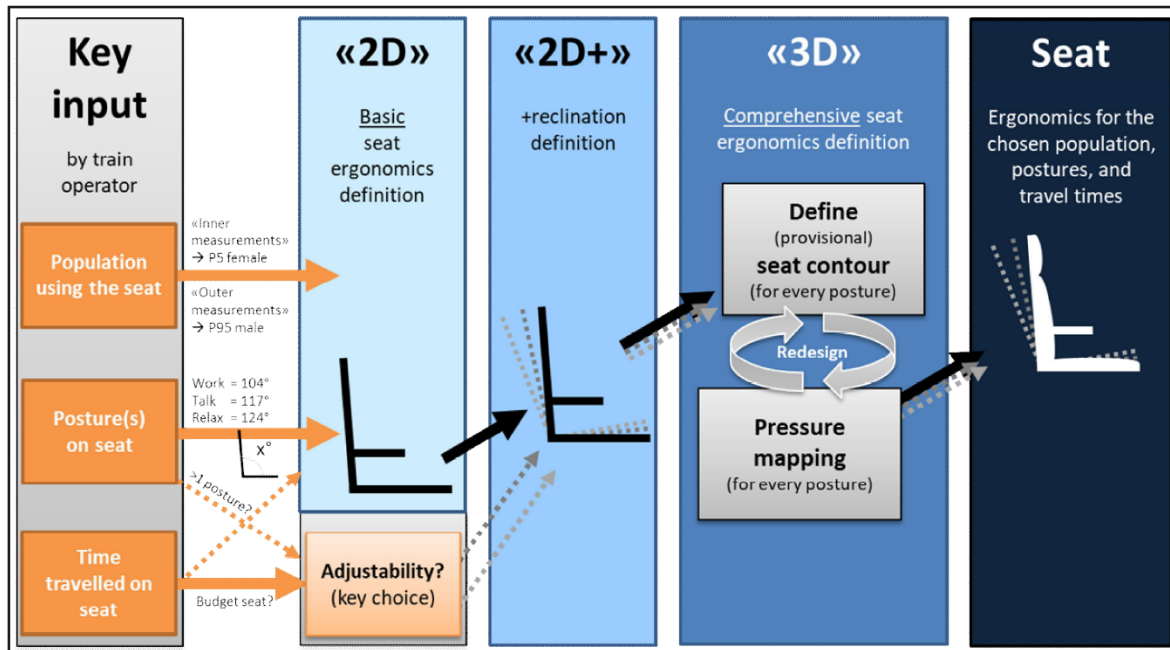 Key
input
by train
operator
Population
using the seat
Posture(s)
on seat
Time
travelled on
seat
«Inner
measurements»
→ P5 female
«Outer
measurements»
→ P95 male
Work = 104°
Talk = 117°
Relax = 124°
x°
>1 posture?
Budget seat?
«2D»
Basic
seat
ergonomics
definition
Adjustability?
(key choice)
«2D+»
+reclination
definition
«3D»
Comprehensive seat
ergonomics definition
Define
(provisional)
seat contour
(for every posture)
Redesign
Pressure
mapping
(for every posture)
Seat
Ergonomics for the
chosen population,
postures, and
travel times